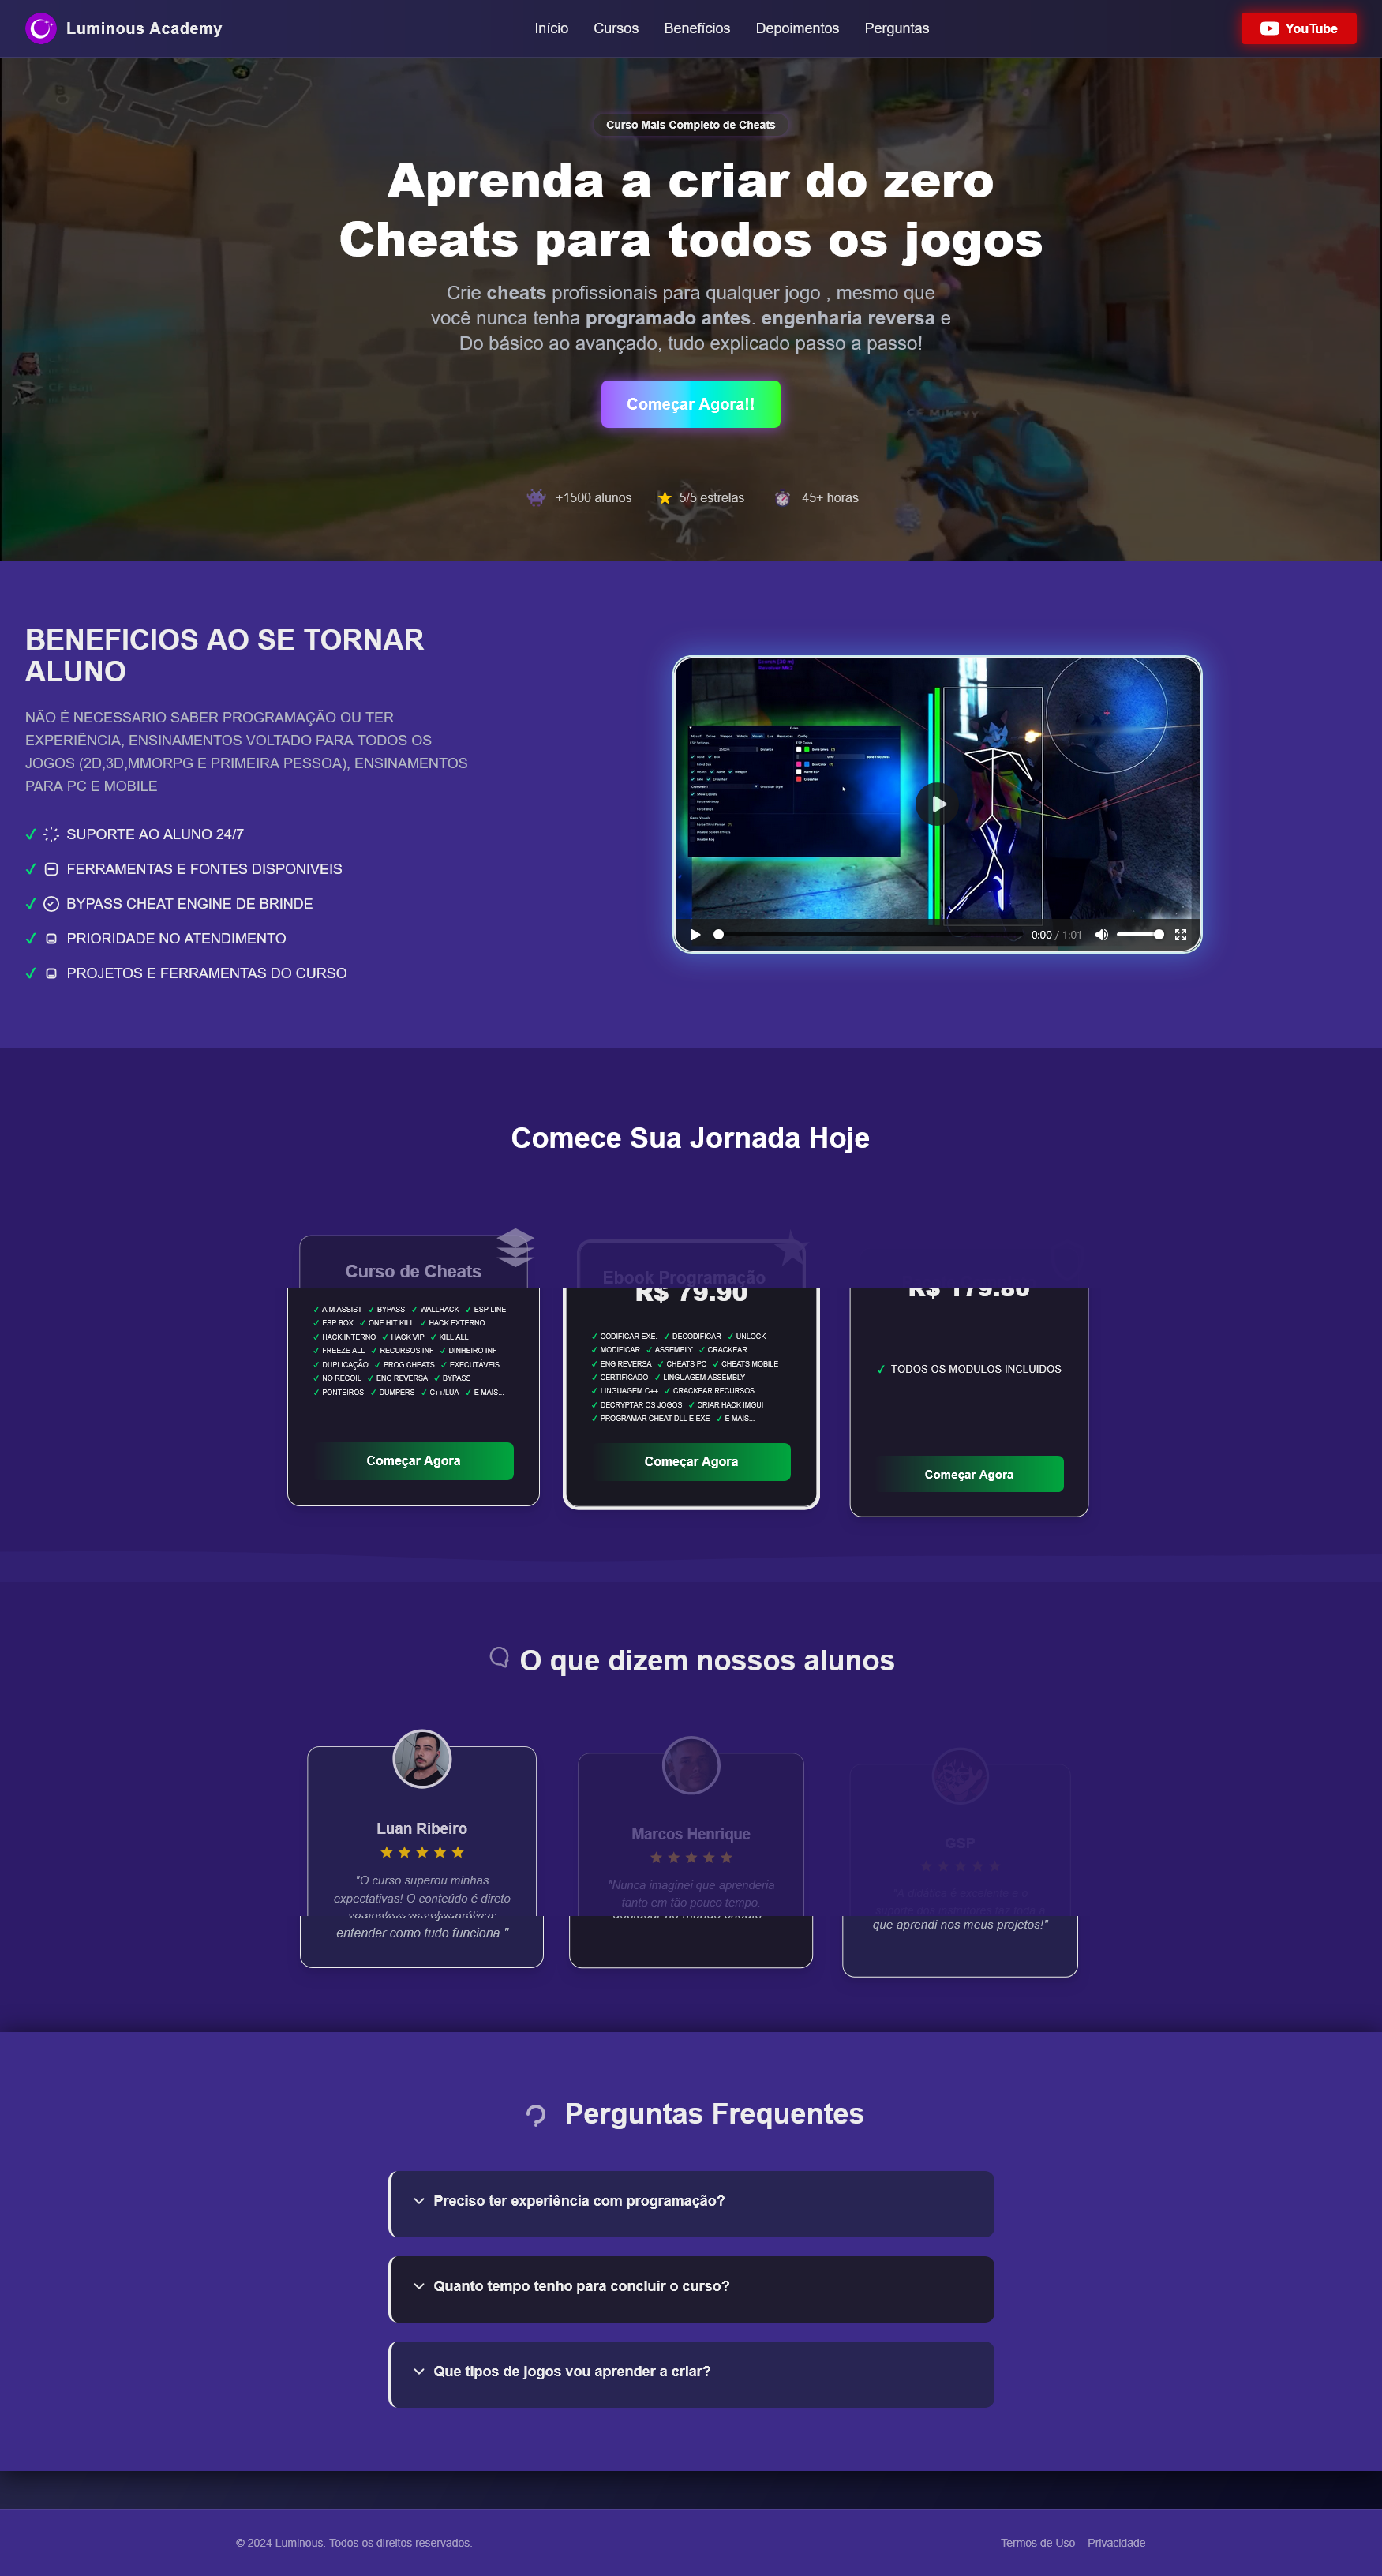 Luminous Academy
Início Cursos Benefícios Depoimentos Perguntas
YouTube
Curso Mais Completo de Cheats
Aprenda a criar do zero
Cheats para todos os jogos
Crie cheats profissionais para qualquer jogo , mesmo que
você nunca tenha programado antes. engenharia reversa e
Do básico ao avançado, tudo explicado passo a passo!
Começar Agora!!
CF Mikeyy
+1500 alunos 5/5 estrelas 45+ horas
BENEFICIOS AO SE TORNAR
ALUNO
NÃO É NECESSARIO SABER PROGRAMAÇÃO OU TER
EXPERIÊNCIA, ENSINAMENTOS VOLTADO PARA TODOS OS
JOGOS (2D,3D,MMORPG E PRIMEIRA PESSOA), ENSINAMENTOS
PARA PC E MOBILE
✓ SUPORTE AO ALUNO 24/7
✓ FERRAMENTAS E FONTES DISPONIVEIS
✓ BYPASS CHEAT ENGINE DE BRINDE
✓ PRIORIDADE NO ATENDIMENTO
✓ PROJETOS E FERRAMENTAS DO CURSO
0:00 / 1:01
Comece Sua Jornada Hoje
Curso de Cheats
✓ AIM ASSIST ✓ BYPASS ✓ WALLHACK ✓ ESP LINE
✓ ESP BOX ✓ ONE HIT KILL ✓ HACK EXTERNO
✓ HACK INTERNO ✓ HACK VIP ✓ KILL ALL
✓ FREEZE ALL ✓ RECURSOS INF ✓ DINHEIRO INF
✓ DUPLICAÇÃO ✓ PROG CHEATS ✓ EXECUTÁVEIS
✓ NO RECOIL ✓ ENG REVERSA ✓ BYPASS
✓ PONTEIROS ✓ DUMPERS ✓ C++/LUA ✓ E MAIS...
Começar Agora
Ebook Programação
R$ 79.90
✓ CODIFICAR EXE. ✓ DECODIFICAR ✓ UNLOCK
✓ MODIFICAR ✓ ASSEMBLY ✓ CRACKEAR
✓ ENG REVERSA ✓ CHEATS PC ✓ CHEATS MOBILE
✓ CERTIFICADO ✓ LINGUAGEM ASSEMBLY
✓ LINGUAGEM C++ ✓ CRACKEAR RECURSOS
✓ DECRYPTAR OS JOGOS ✓ CRIAR HACK IMGUI
✓ PROGRAMAR CHEAT DLL E EXE ✓ E MAIS...
Começar Agora
R$ 179.80
✓ TODOS OS MODULOS INCLUIDOS
Começar Agora
O que dizem nossos alunos
Luan Ribeiro
"O curso superou minhas
expectativas! O conteúdo é direto
entender como tudo funciona."
Marcos Henrique
"Nunca imaginei que aprenderia
tanto em tão pouco tempo.
GSP
que aprendi nos meus projetos!"
Perguntas Frequentes
Preciso ter experiência com programação?
Quanto tempo tenho para concluir o curso?
Que tipos de jogos vou aprender a criar?
© 2024 Luminous. Todos os direitos reservados.
Termos de Uso Privacidade